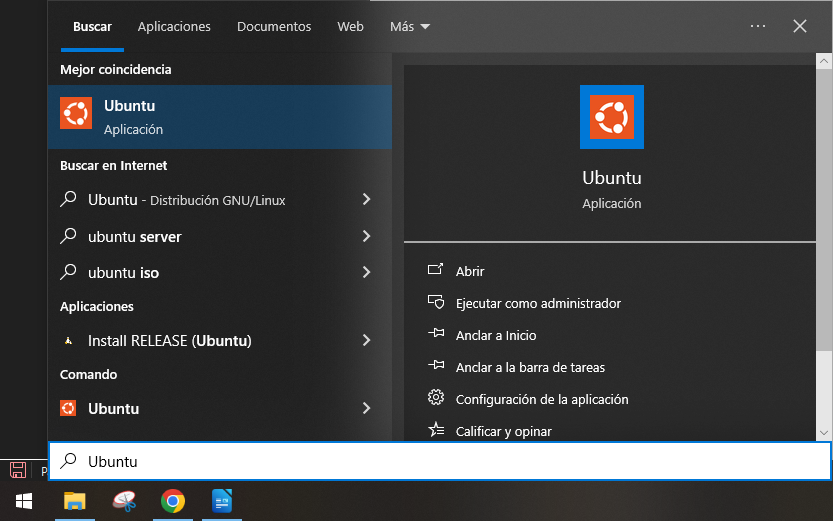 Buscar Aplicaciones Documentos Web Más
Mejor coincidencia
Ubuntu
Aplicación
Buscar en Internet
Ubuntu - Distribución GNU/Linux
ubuntu server
ubuntu iso
Aplicaciones
Install RELEASE (Ubuntu)
Comando
Ubuntu
Ubuntu
Aplicación
Abrir
Ejecutar como administrador
Anclar a Inicio
Anclar a la barra de tareas
Configuración de la aplicación
Calificar y opinar
Ubuntu